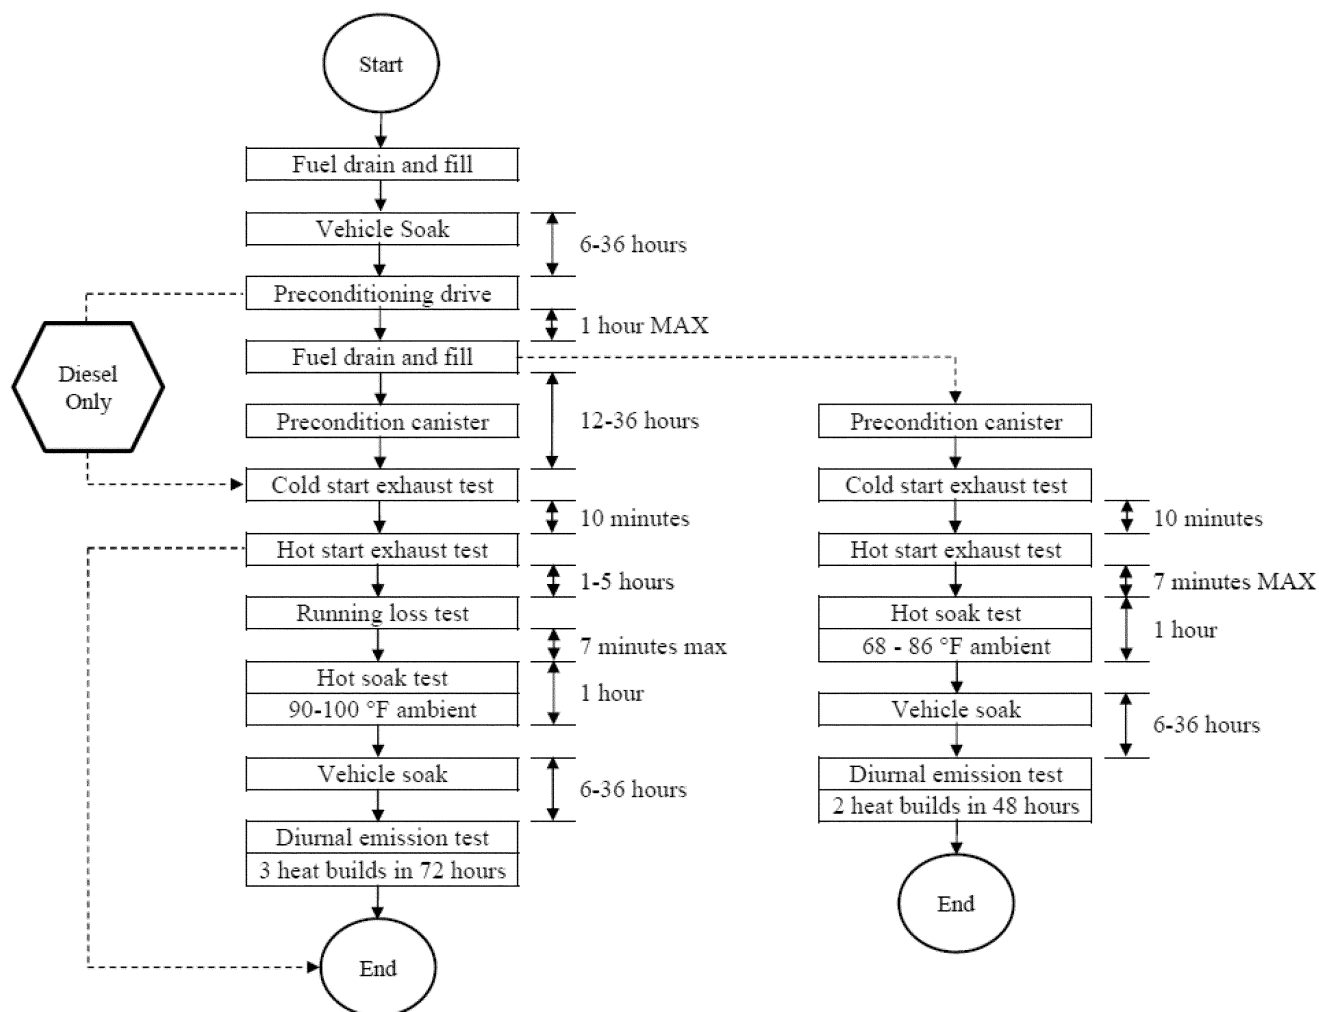 Start
Fuel drain and fill
Vehicle Soak
6-36 hours
Preconditioning drive
1 hour MAX
Fuel drain and fill
Diesel
Only
Precondition canister
12-36 hours
Cold start exhaust test
10 minutes
Hot start exhaust test
1-5 hours
Running loss test
7 minutes max
Hot soak test
90-100 °F ambient
1 hour
Vehicle soak
6-36 hours
Diurnal emission test
3 heat builds in 72 hours
End
Precondition canister
Cold start exhaust test
10 minutes
Hot start exhaust test
7 minutes MAX
Hot soak test
68 - 86 °F ambient
1 hour
Vehicle soak
6-36 hours
Diurnal emission test
2 heat builds in 48 hours
End